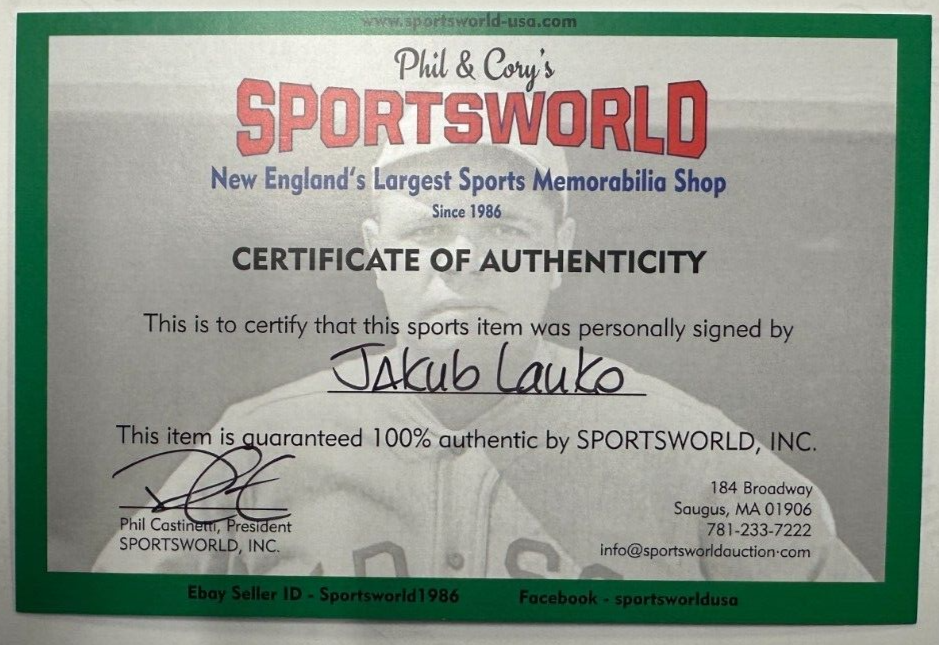 www.sportsworld-usa.com
Phil & Cory's
SPORTSWORLD
New England's Largest Sports Memorabilia Shop
Since 1986
CERTIFICATE OF AUTHENTICITY
This is to certify that this sports item was personally signed by
Jakub Lauko
This item is guaranteed 100% authentic by SPORTSWORLD, INC.
Phil Castinetti, President
SPORTSWORLD, INC.
184 Broadway
Saugus, MA 01906
781-233-7222
info@sportsworldauction.com
Ebay Seller ID - Sportsworld1986
Facebook - sportsworldusa